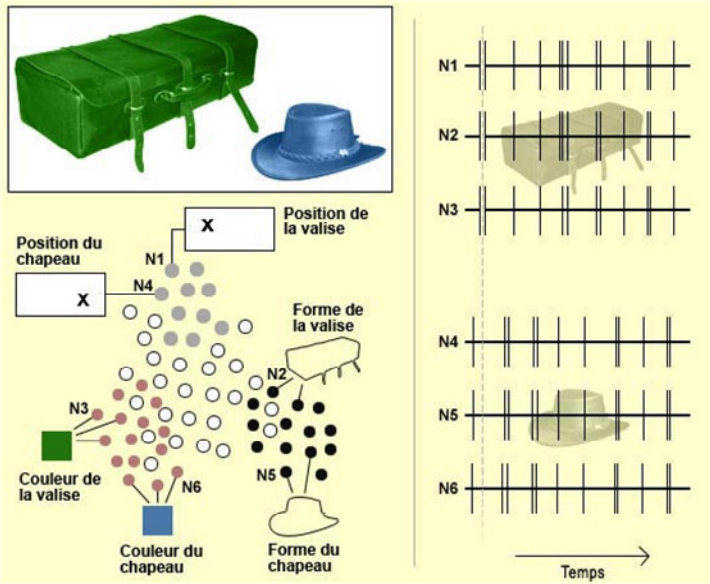 Position de
la valise
X
Position du
chapeau
X
N1
N4
Forme de
la valise
N2
N3
Couleur de
la valise
N6
Couleur du
chapeau
N5
Forme du
chapeau
N1
N2
N3
N4
N5
N6
Temps